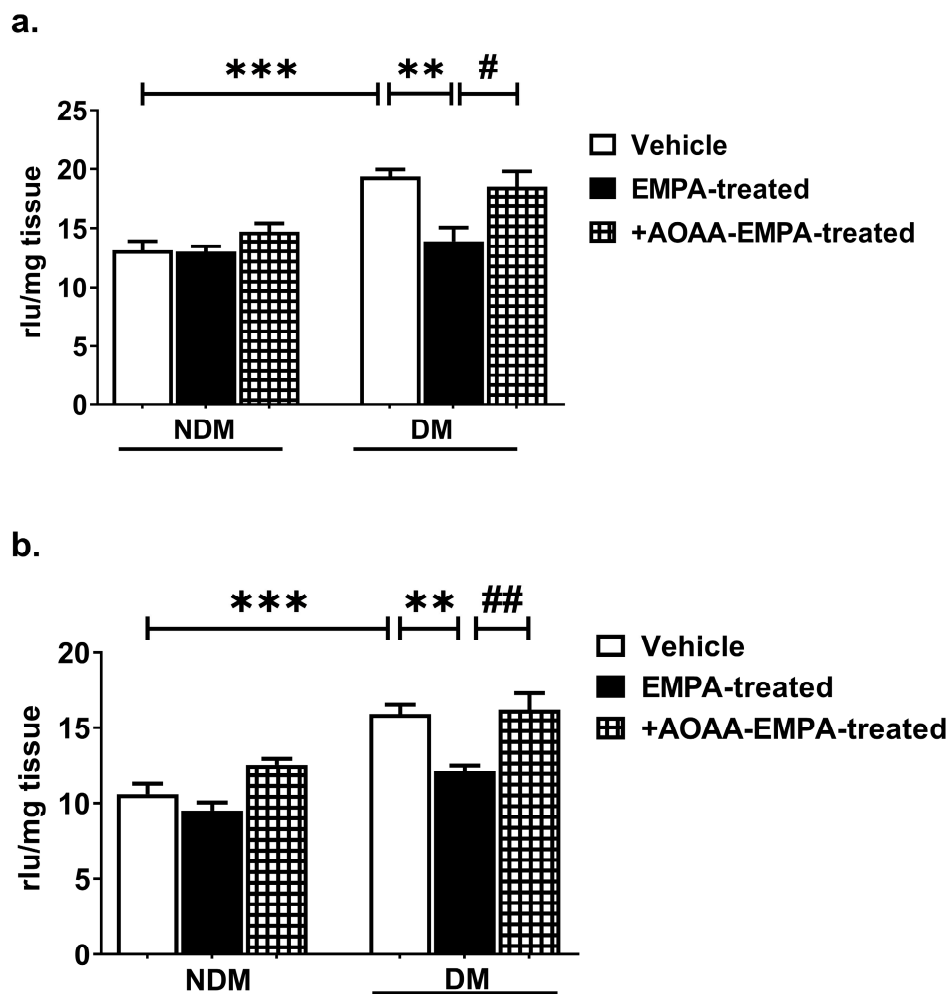 a.
*** ** #
25
20
15
10
5
0
rlu/mg tissue
NDM DM
Vehicle
EMPA-treated
+AOAA-EMPA-treated
b.
*** ** ##
20
15
10
5
0
rlu/mg tissue
NDM DM
Vehicle
EMPA-treated
+AOAA-EMPA-treated